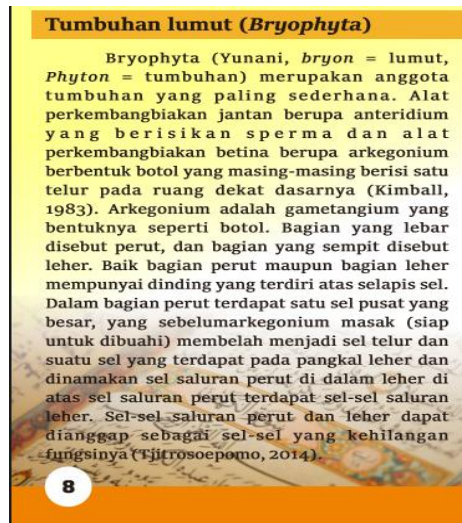 Tumbuhan lumut (Bryophyta)
Bryophyta (Yunani, bryon = lumut,
Phyton = tumbuhan) merupakan anggota
tumbuhan yang paling sederhana. Alat
perkembangbiakan jantan berupa anteridium
yang berisikan sperma dan alat
perkembangbiakan betina berupa arkegonium
berbentuk botol yang masing-masing berisi satu
telur pada ruang dekat dasarnya (Kimball,
1983). Arkegonium adalah gametangium yang
bentuknya seperti botol. Bagian yang lebar
disebut perut, dan bagian yang sempit disebut
leher. Baik bagian perut maupun bagian leher
mempunyai dinding yang terdiri atas selapis sel.
Dalam bagian perut terdapat satu sel pusat yang
besar, yang sebelumarkegonium masak (siap
untuk dibuahi) membelah menjadi sel telur dan
suatu sel yang terdapat pada pangkal leher dan
dinamakan sel saluran perut di dalam leher di
atas sel saluran perut terdapat sel-sel saluran
leher. Sel-sel saluran perut dan leher dapat
dianggap sebagai sel-sel yang kehilangan
fungsinya (Tjitrosoepomo, 2014).
8